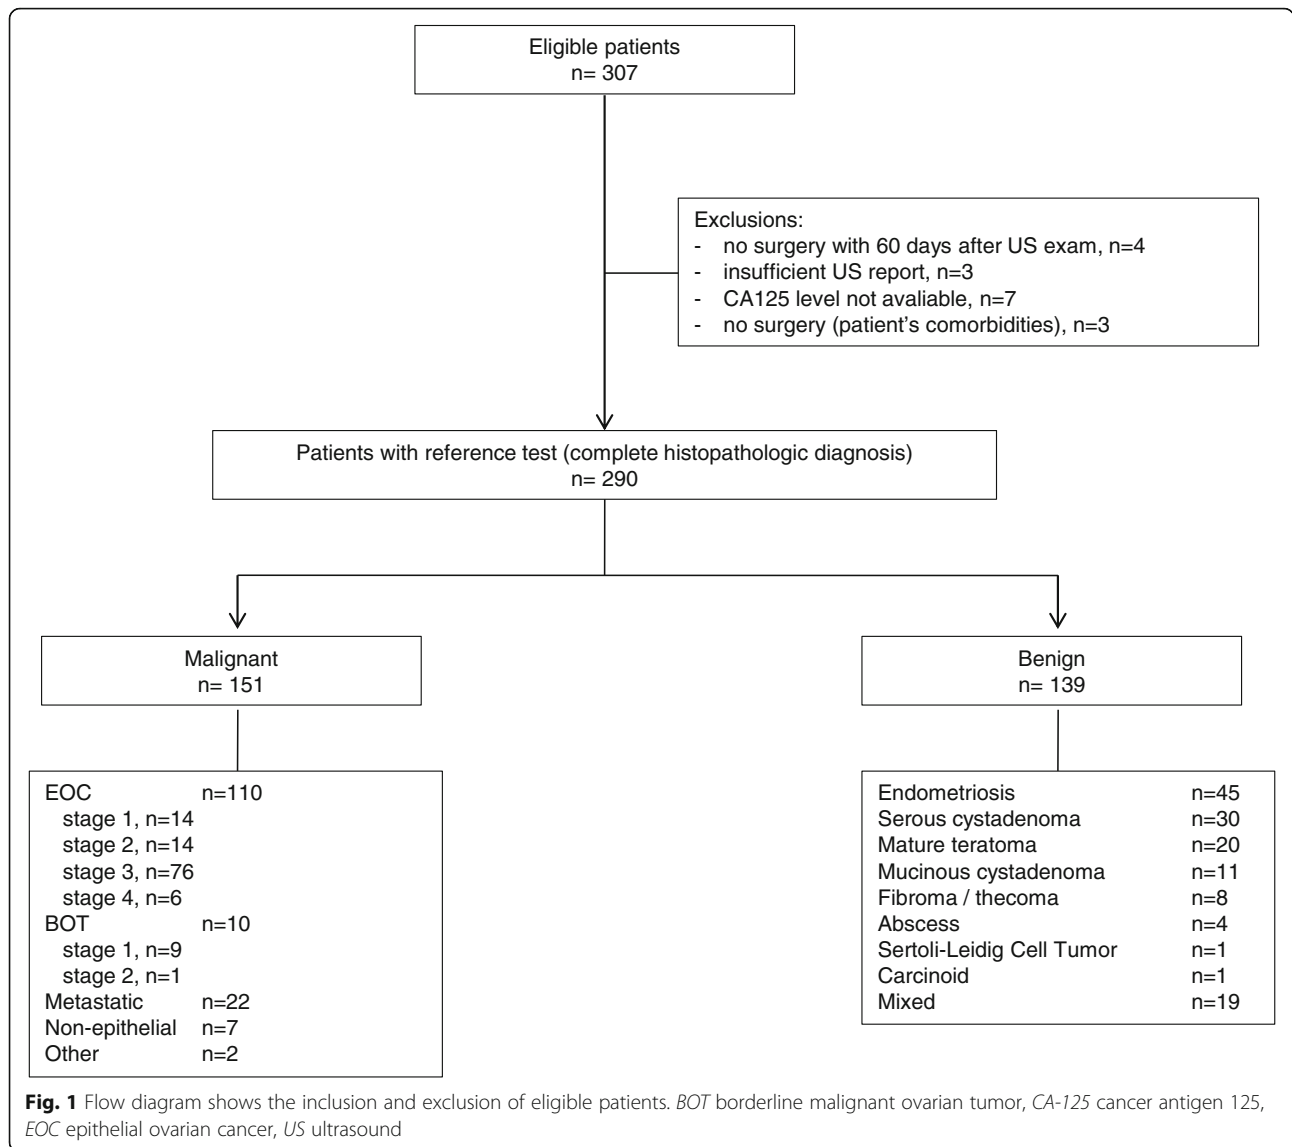 Eligible patients
n= 307
Exclusions:
- no surgery with 60 days after US exam, n=4
- insufficient US report, n=3
- CA125 level not avaliable, n=7
- no surgery (patient's comorbidities), n=3
Patients with reference test (complete histopathologic diagnosis)
n= 290
Malignant
n= 151
Benign
n= 139
EOC n=110
stage 1, n=14
stage 2, n=14
stage 3, n=76
stage 4, n=6
BOT n=10
stage 1, n=9
stage 2, n=1
Metastatic n=22
Non-epithelial n=7
Other n=2
Endometriosis n=45
Serous cystadenoma n=30
Mature teratoma n=20
Mucinous cystadenoma n=11
Fibroma / thecoma n=8
Abscess n=4
Sertoli-Leidig Cell Tumor n=1
Carcinoid n=1
Mixed n=19
Fig. 1 Flow diagram shows the inclusion and exclusion of eligible patients. BOT borderline malignant ovarian tumor, CA-125 cancer antigen 125,
EOC epithelial ovarian cancer, US ultrasound